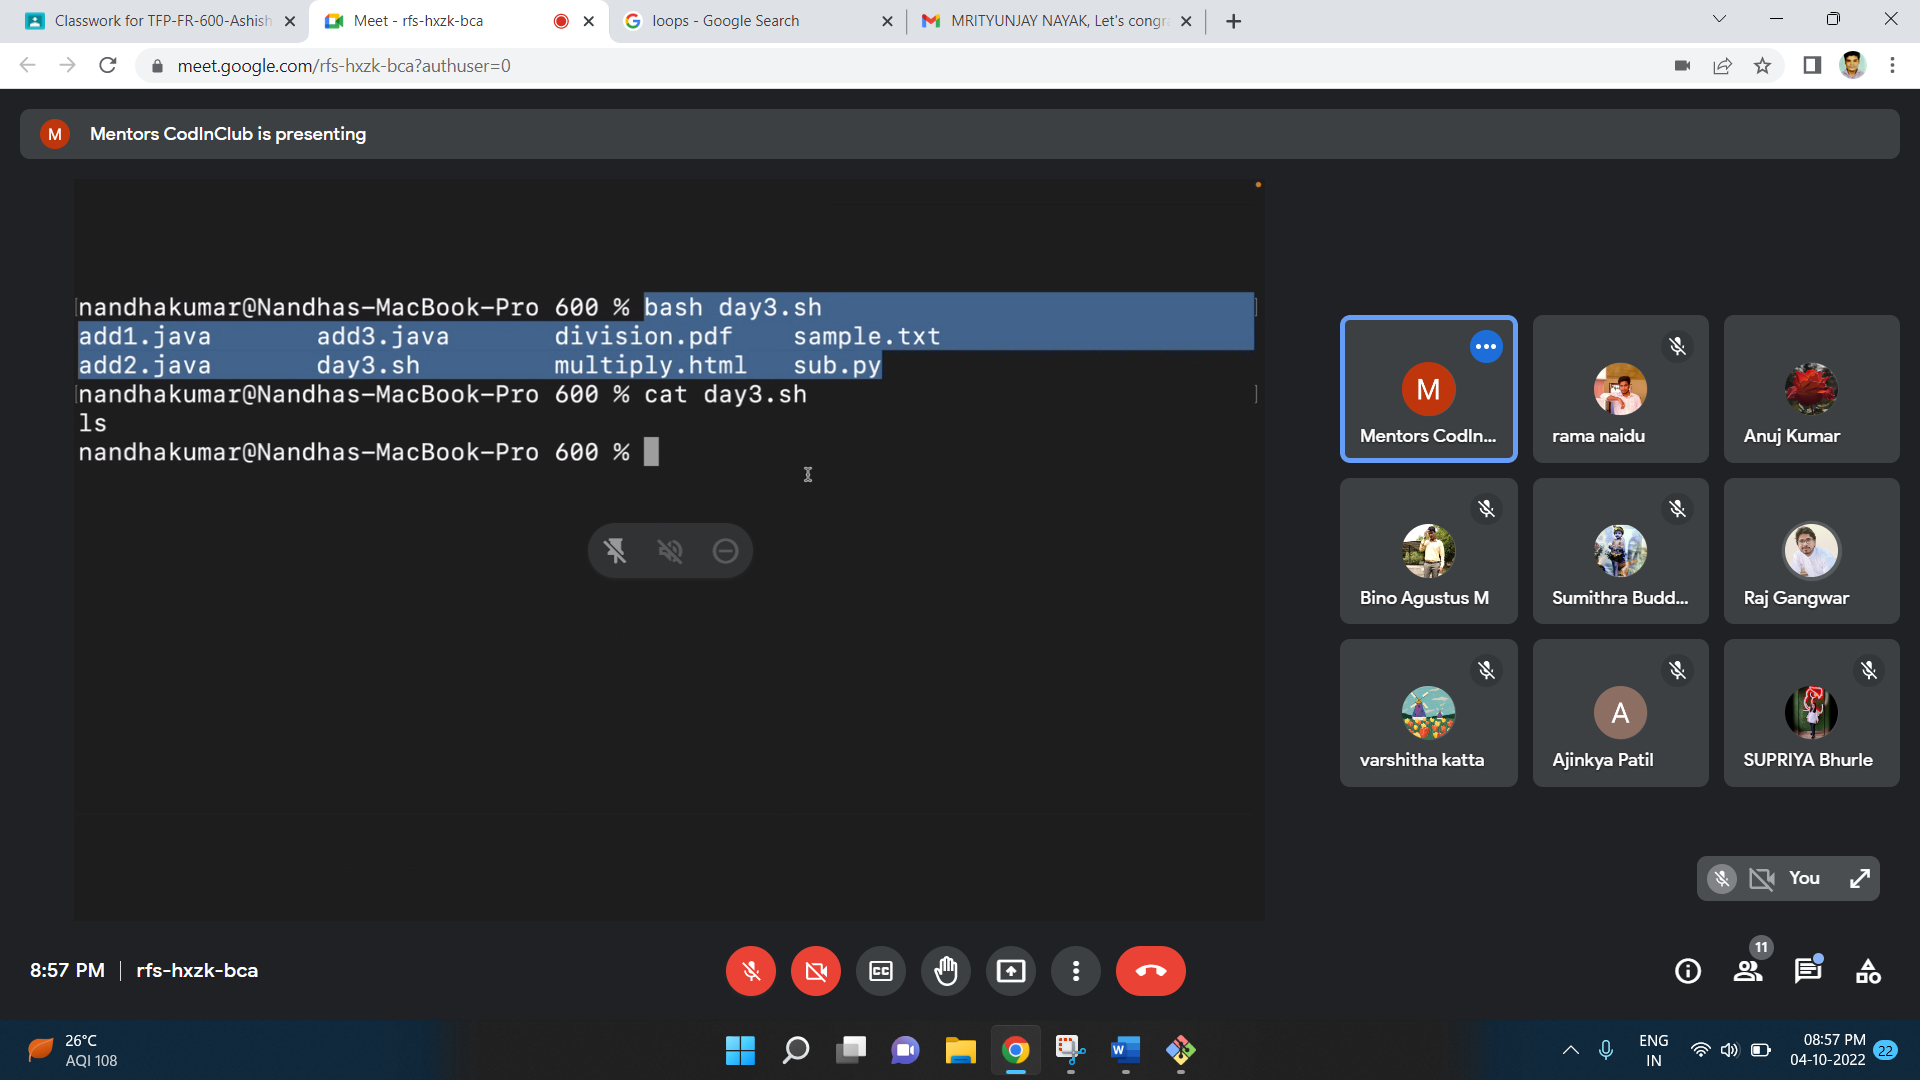 Classwork for TFP-FR-600-Ashish
Meet - rfs-hxzk-bca
loops - Google Search
MRITYUNJAY NAYAK, Let's congr
meet.google.com/rfs-hxzk-bca?authuser=0
M
Mentors CodInClub is presenting
nandhakumar@Nandhas-MacBook-Pro 600 % bash day3.sh
add1.java add3.java division.pdf sample.txt
add2.java day3.sh multiply.html sub.py
nandhakumar@Nandhas-MacBook-Pro 600 % cat day3.sh
ls
nandhakumar@Nandhas-MacBook-Pro 600 %
M
Mentors CodIn...
rama naidu
Anuj Kumar
Bino Agustus M
Sumithra Budd...
Raj Gangwar
varshitha katta
A
Ajinkya Patil
SUPRIYA Bhurle
You
8:57 PM | rfs-hxzk-bca
CC
11
26°C
AQI 108
W
ENG
IN
08:57 PM
04-10-2022
22